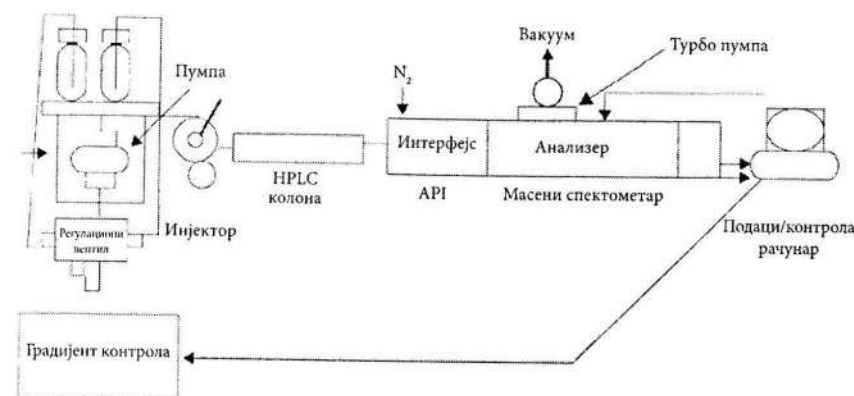 Вакуум
Турбо пумпа
Пумпа
N₂
Интерфејс
Анализер
HPLC
колона
API
Масени спектометар
Регулациони
вентил
Инјектор
Подаци/контрола
рачунар
Градијент контрола